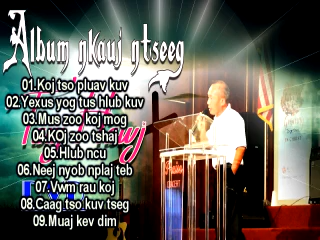 Album nkauj ntseeg
01.Koj tso pluav kuv
02.Yexus yog tus hlub kuv
03.Mus zoo koj mog
04.KOj zoo tshaj
05.Hlub ncu
06.Neej nyob nplaj teb
07.Vwm rau koj
08.Caag tso kuv tseg
09.Muaj kev dim